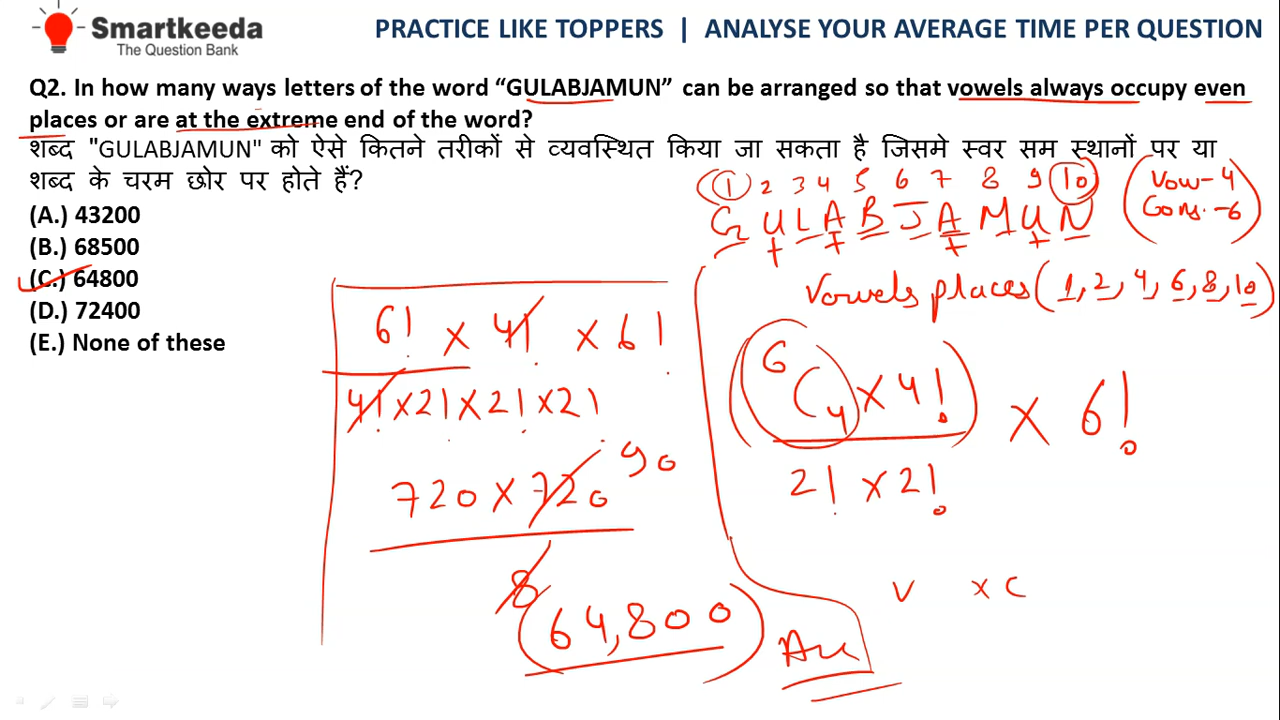 Smartkeeda
The Question Bank
PRACTICE LIKE TOPPERS | ANALYSE YOUR AVERAGE TIME PER QUESTION
Q2. In how many ways letters of the word “GULABJAMUN” can be arranged so that vowels always occupy even
places or are at the extreme end of the word?
शब्द "GULABJAMUN" को ऐसे कितने तरीकों से व्यवस्थित किया जा सकता है जिसमे स्वर सम स्थानों पर या
शब्द के चरम छोर पर होते हैं?
(A.) 43200
(B.) 68500
(C.) 64800
(D.) 72400
(E.) None of these
1 2 3 4 5 6 7 8 9 10
G U L A B J A M U N
Vow-4
Cons.-6
Vowels places (1,2,4,6,8,10)
6! × 4! × 6!
4! × 2! × 2! × 2!
720 × 720 90
8
64,800
6C4 × 4! × 6!
2! × 2!
V × C